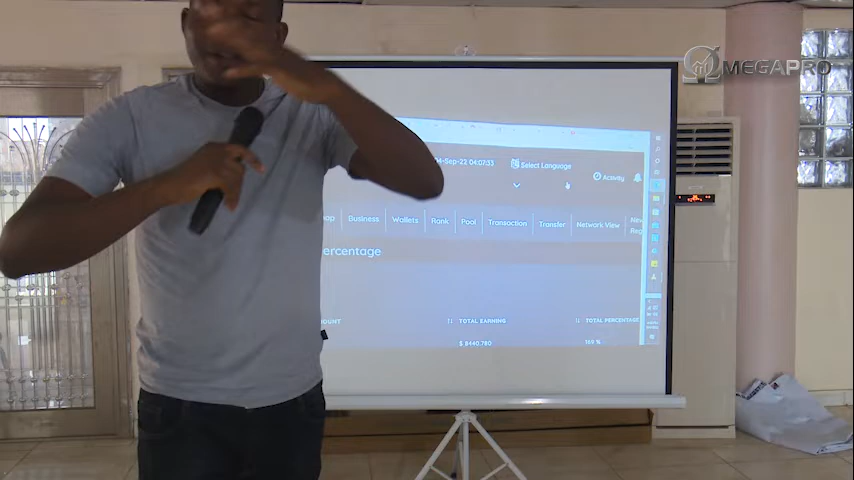 MEGAPRO
-Sep-22 04:07:33
Select Language
Activity
Business
Wallets
Rank
Pool
Transaction
Transfer
Network View
ercentage
OUNT
TOTAL EARNING
TOTAL PERCENTAGE
$ 8440.780
169 %